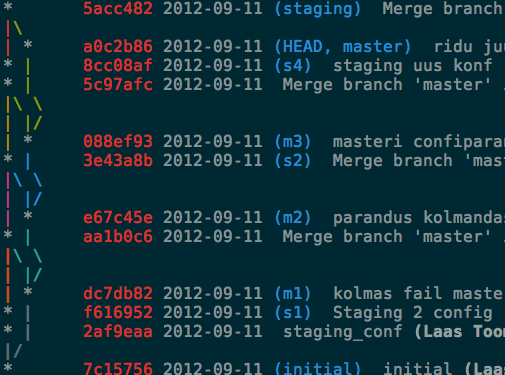 * 5acc482 2012-09-11 (staging) Merge branch
|\
| * a0c2b86 2012-09-11 (HEAD, master) ridu
* | 8cc08af 2012-09-11 (s4) staging uus konf
* | 5c97afc 2012-09-11 Merge branch 'master'
|\ \
| |/
| * 088ef93 2012-09-11 (m3) masteri confiparan
* | 3e43a8b 2012-09-11 (s2) Merge branch 'mas
|\ \
| |/
| * e67c45e 2012-09-11 (m2) parandus kolmandas
* | aa1b0c6 2012-09-11 Merge branch 'master'
|\ \
| |/
| * dc7db82 2012-09-11 (m1) kolmas fail maste
* | f616952 2012-09-11 (s1) Staging 2 config
* | 2af9eaa 2012-09-11 staging_conf (Laas Too
|/
* 7c15756 2012-09-11 (initial) initial (Laa